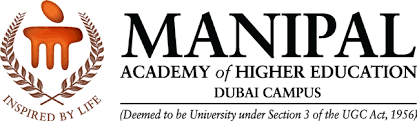 INSPIRED BY LIFE
MANIPAL
ACADEMY of HIGHER EDUCATION
DUBAI CAMPUS
(Deemed to be University under Section 3 of the UGC Act, 1956)